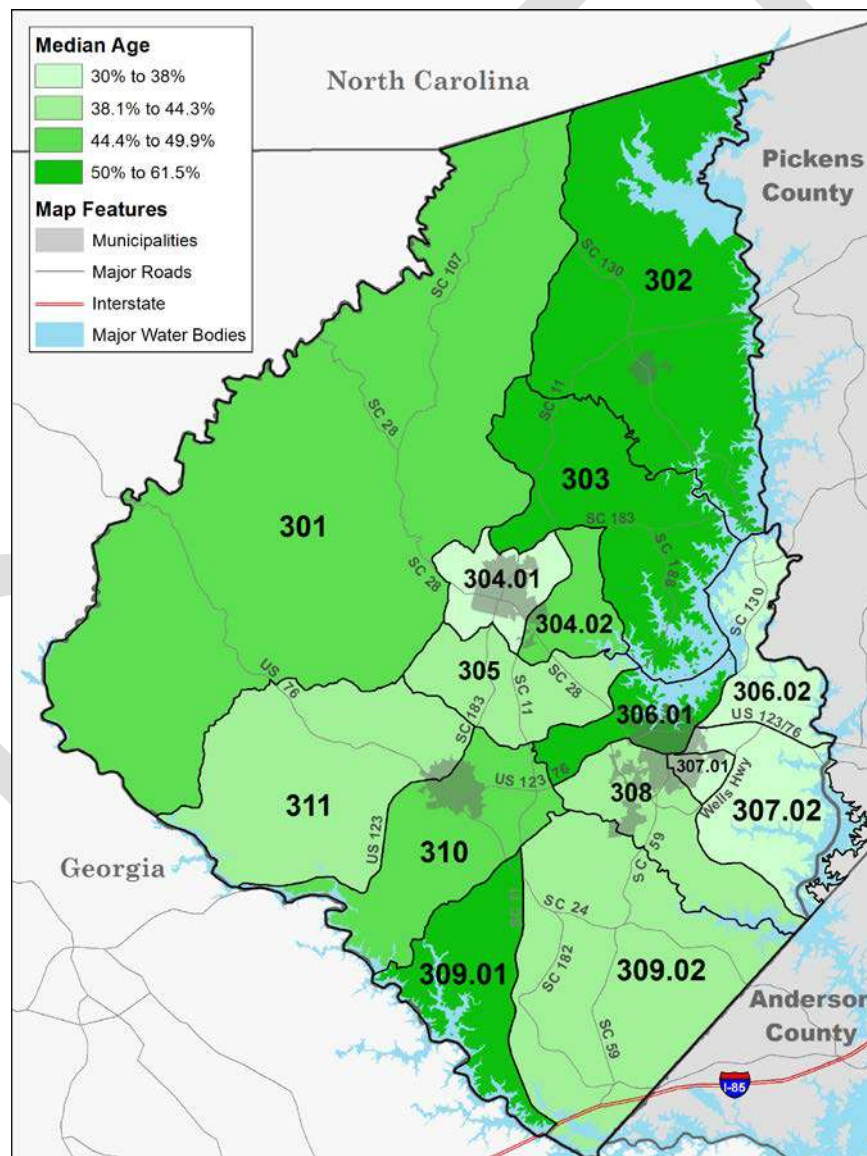 Median Age
30% to 38%
38.1% to 44.3%
44.4% to 49.9%
50% to 61.5%
Map Features
Municipalities
Major Roads
Interstate
Major Water Bodies
North Carolina
Pickens
County
SC 107
SC 130
302
SC 11
SC 28
303
SC 183
301
SC 188
SC 28
304.01
304.02
SC 130
305
SC 28
US 76
SC 183
SC 11
306.01
306.02
US 123/76
307.01
US 123 76
Wells Hwy
308
307.02
311
US 123
310
SC 59
Georgia
SC 11
SC 24
309.01
SC 182
309.02
Anderson
County
SC 59
I-85